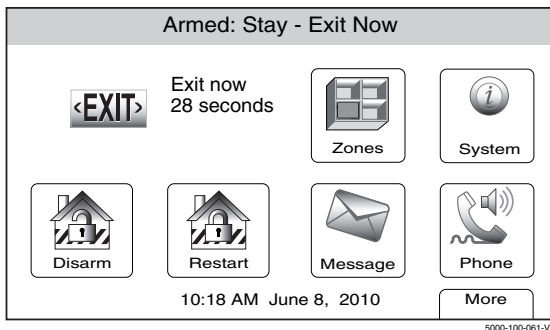 Armed: Stay - Exit Now
‹EXIT›
Exit now
28 seconds
Zones
System
Disarm
Restart
Message
Phone
10:18 AM June 8, 2010
More
5000-100-061-V